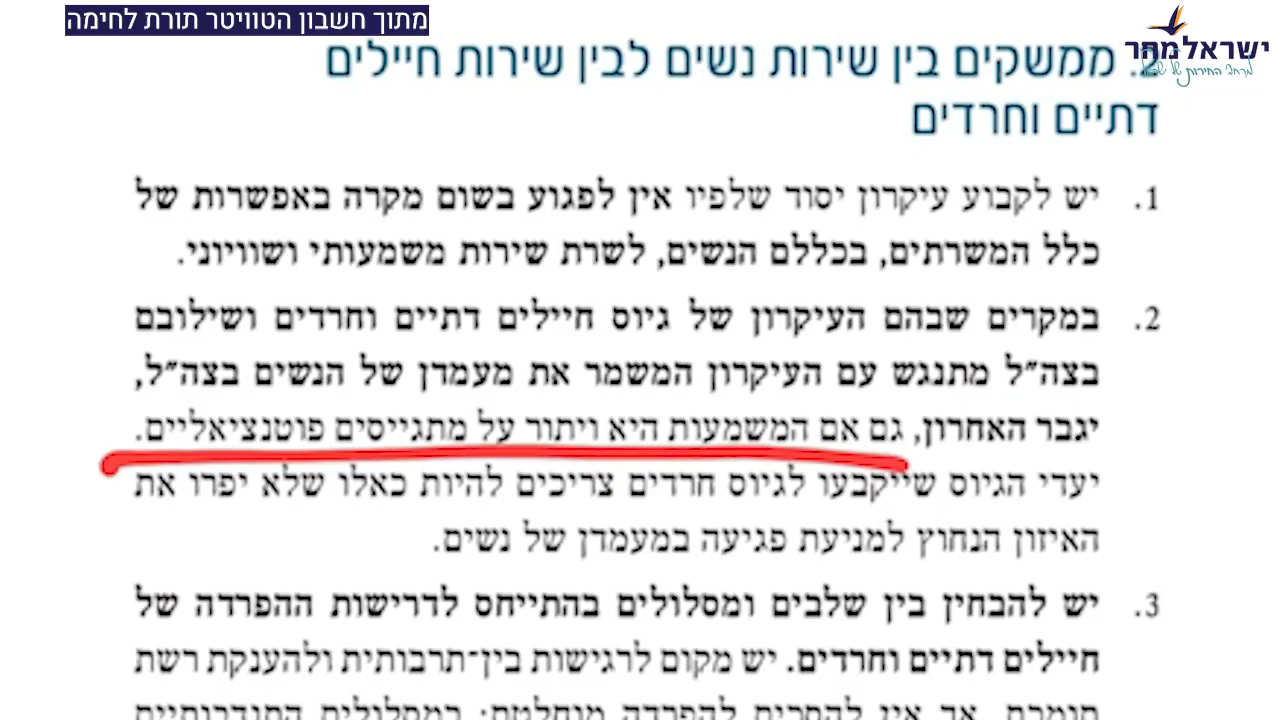 מתוך חשבון הטוויטר תורת לחימה
ישראל מחר
2. ממשקים בין שירות נשים לבין שירות חיילים
דתיים וחרדים
1. יש לקבוע עיקרון יסוד שלפיו אין לפגוע בשום מקרה באפשרות של
כלל המשרתים, בכללם הנשים, לשרת שירות משמעותי ושוויוני.
2. במקרים שבהם העיקרון של גיוס חיילים דתיים וחרדים ושילובם
בצה״ל מתנגש עם העיקרון המשמר את מעמדן של הנשים בצה״ל,
יגבר האחרון, גם אם המשמעות היא ויתור על מתגייסים פוטנציאליים.
יעדי הגיוס שייקבעו לגיוס חרדים צריכים להיות כאלו שלא יפרו את
האיזון הנחוץ למניעת פגיעה במעמדן של נשים.
3. יש להבחין בין שלבים ומסלולים בהתייחס לדרישות ההפרדה של
חיילים דתיים וחרדים. יש מקום לרגישות בין־תרבותית ולהענקת רשת